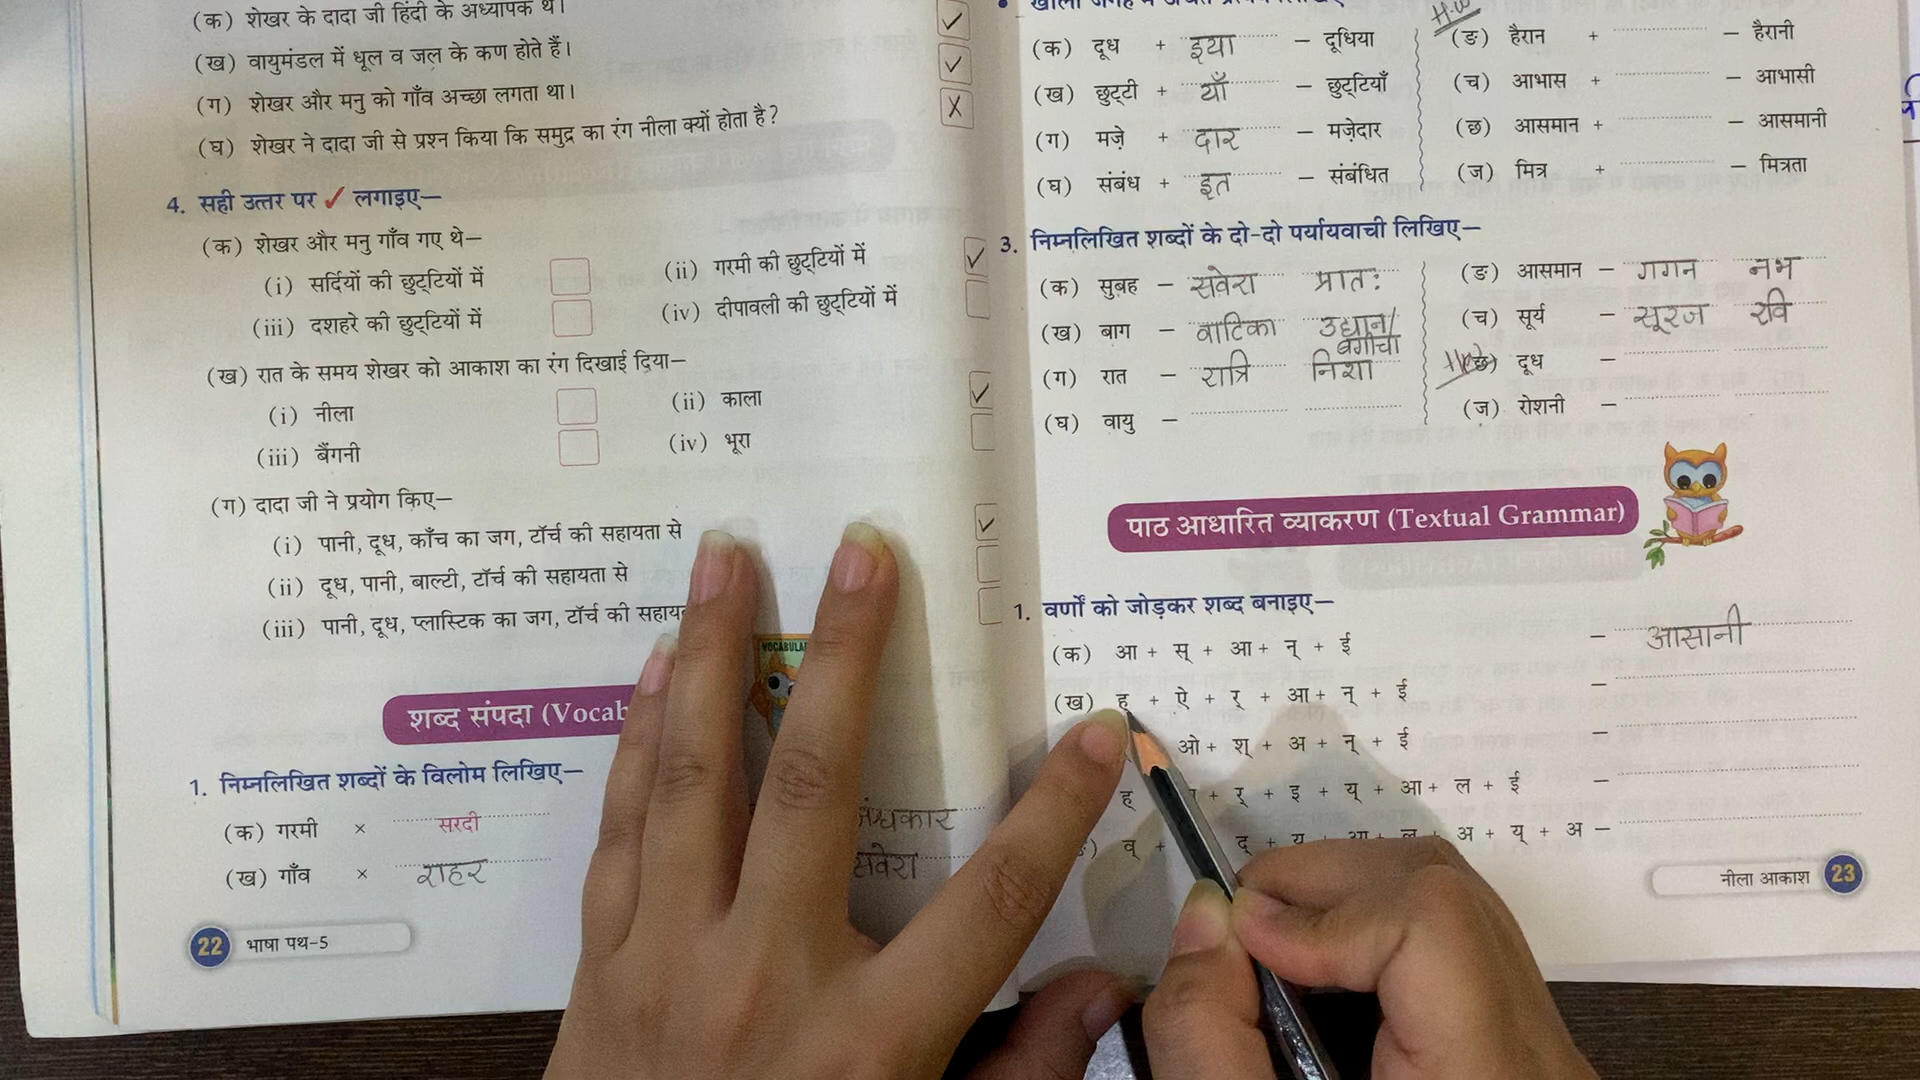 (क) शेखर के दादा जी हिंदी के अध्यापक थे। ✓
(ख) वायुमंडल में धूल व जल के कण होते हैं। ✓
(ग) शेखर और मनु को गाँव अच्छा लगता था। X
(घ) शेखर ने दादा जी से प्रश्न किया कि समुद्र का रंग नीला क्यों होता है?
4. सही उत्तर पर ✓ लगाइए—
(क) शेखर और मनु गाँव गए थे—
(i) सर्दियों की छुट्टियों में (ii) गरमी की छुट्टियों में ✓
(iii) दशहरे की छुट्टियों में (iv) दीपावली की छुट्टियों में
(ख) रात के समय शेखर को आकाश का रंग दिखाई दिया—
(i) नीला (ii) काला ✓
(iii) बैंगनी (iv) भूरा
(ग) दादा जी ने प्रयोग किए—
(i) पानी, दूध, काँच का जग, टॉर्च की सहायता से ✓
(ii) दूध, पानी, बाल्टी, टॉर्च की सहायता से
(iii) पानी, दूध, प्लास्टिक का जग, टॉर्च की
शब्द संपदा
1. निम्नलिखित शब्दों के विलोम लिखिए—
(क) गरमी × सरदी
(ख) गाँव × शहर सवेरा
22 भाषा पथ-5
H.W
(क) दूध + इया – दूधिया (ङ) हैरान + – हैरानी
(ख) छुट्टी + याँ – छुट्टियाँ (च) आभास + – आभासी
(ग) मज़े + दार – मज़ेदार (छ) आसमान + – आसमानी
(घ) संबंध + इत – संबंधित (ज) मित्र + – मित्रता
3. निम्नलिखित शब्दों के दो-दो पर्यायवाची लिखिए—
(क) सुबह – सवेरा प्रातः (ङ) आसमान – गगन नभ
(ख) बाग – वाटिका उद्यान/ बगीचा (च) सूर्य – सूरज रवि
(ग) रात – रात्रि निशा (छ) दूध –
(घ) वायु – (ज) रोशनी –
पाठ आधारित व्याकरण (Textual Grammar)
1. वर्णों को जोड़कर शब्द बनाइए—
(क) आ + स् + आ + न् + ई – आसानी
(ख) ह् + ऐ + र् + आ + न् + ई –
ओ + श् + अ + न् + ई –
ह् + र् + इ + य् + आ + ल + ई –
व् + द् + य + ल + अ + य् + अ –
नीला आकाश 23